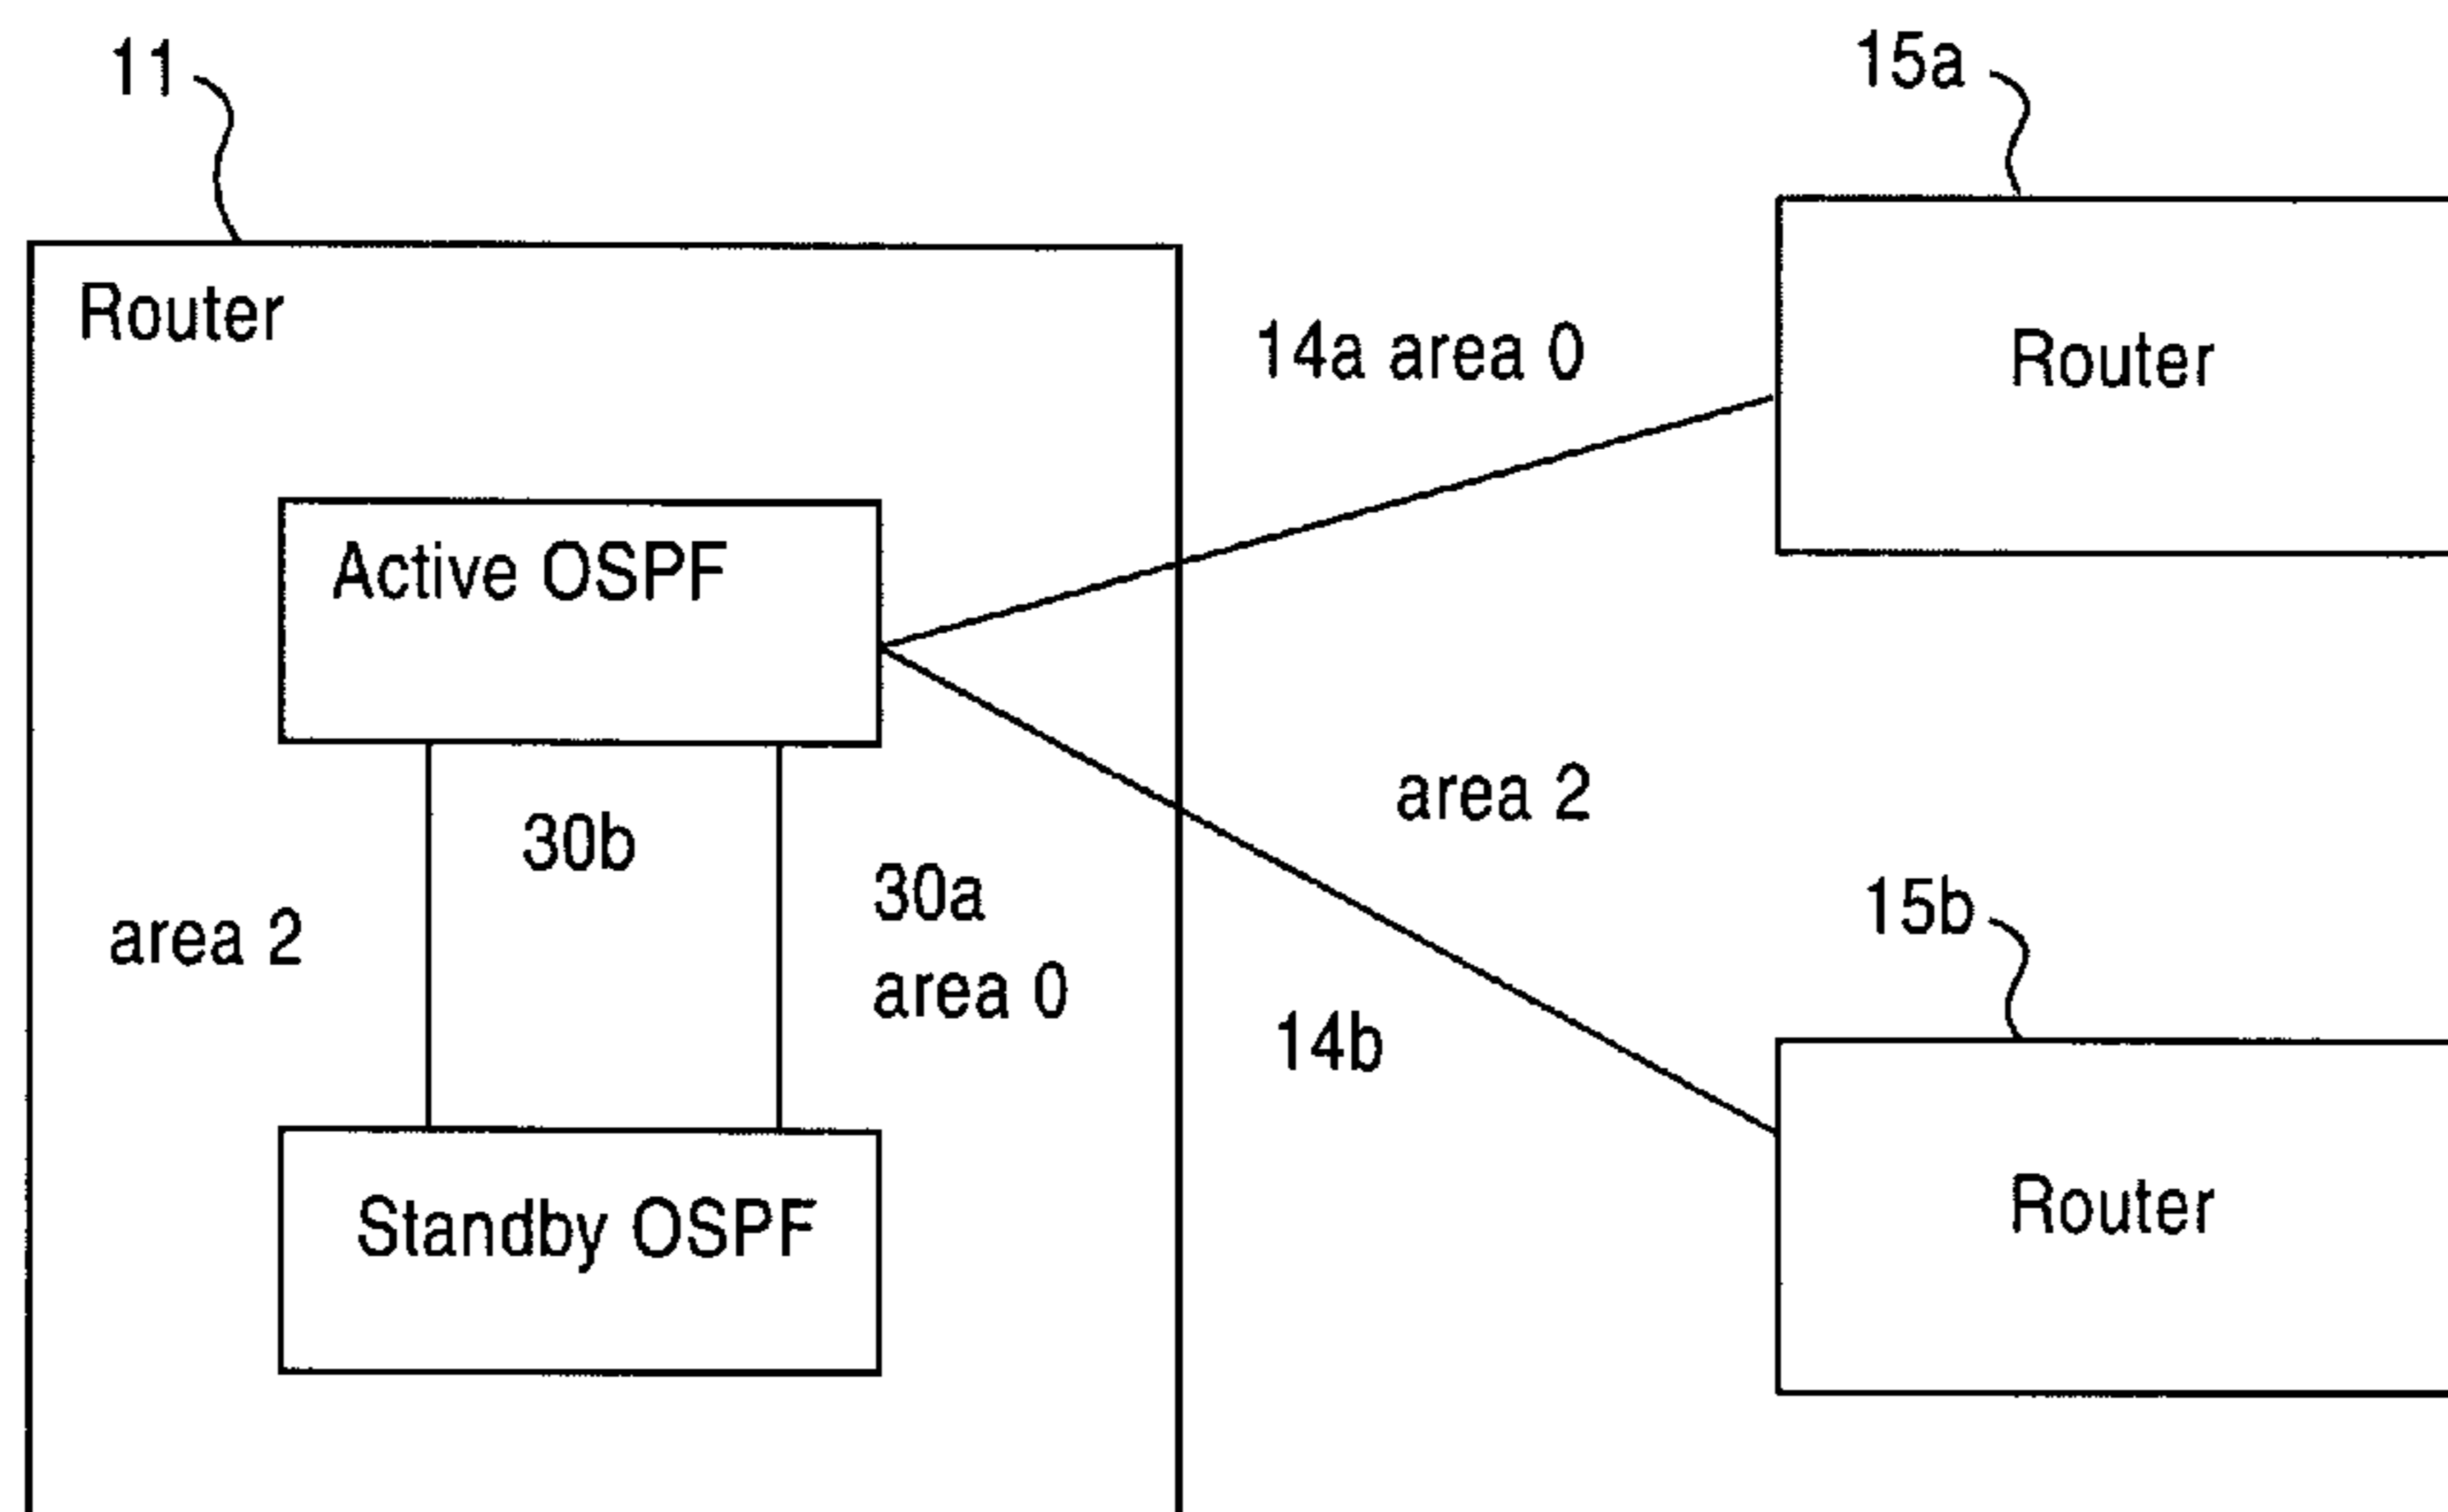 11
15a
Router
14a area 0
Router
Active OSPF
area 2
30b
30a
area 2
area 0
15b
14b
Standby OSPF
Router